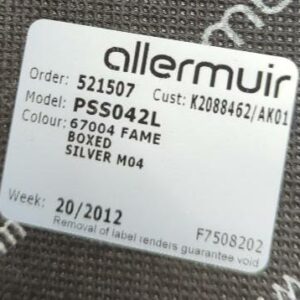 allermuir
Order: 521507 Cust: K2088462/AK01
Model: PSS042L
Colour: 67004 FAME
BOXED
SILVER M04
Week: 20/2012 F7508202
Removal of label renders guarantee void